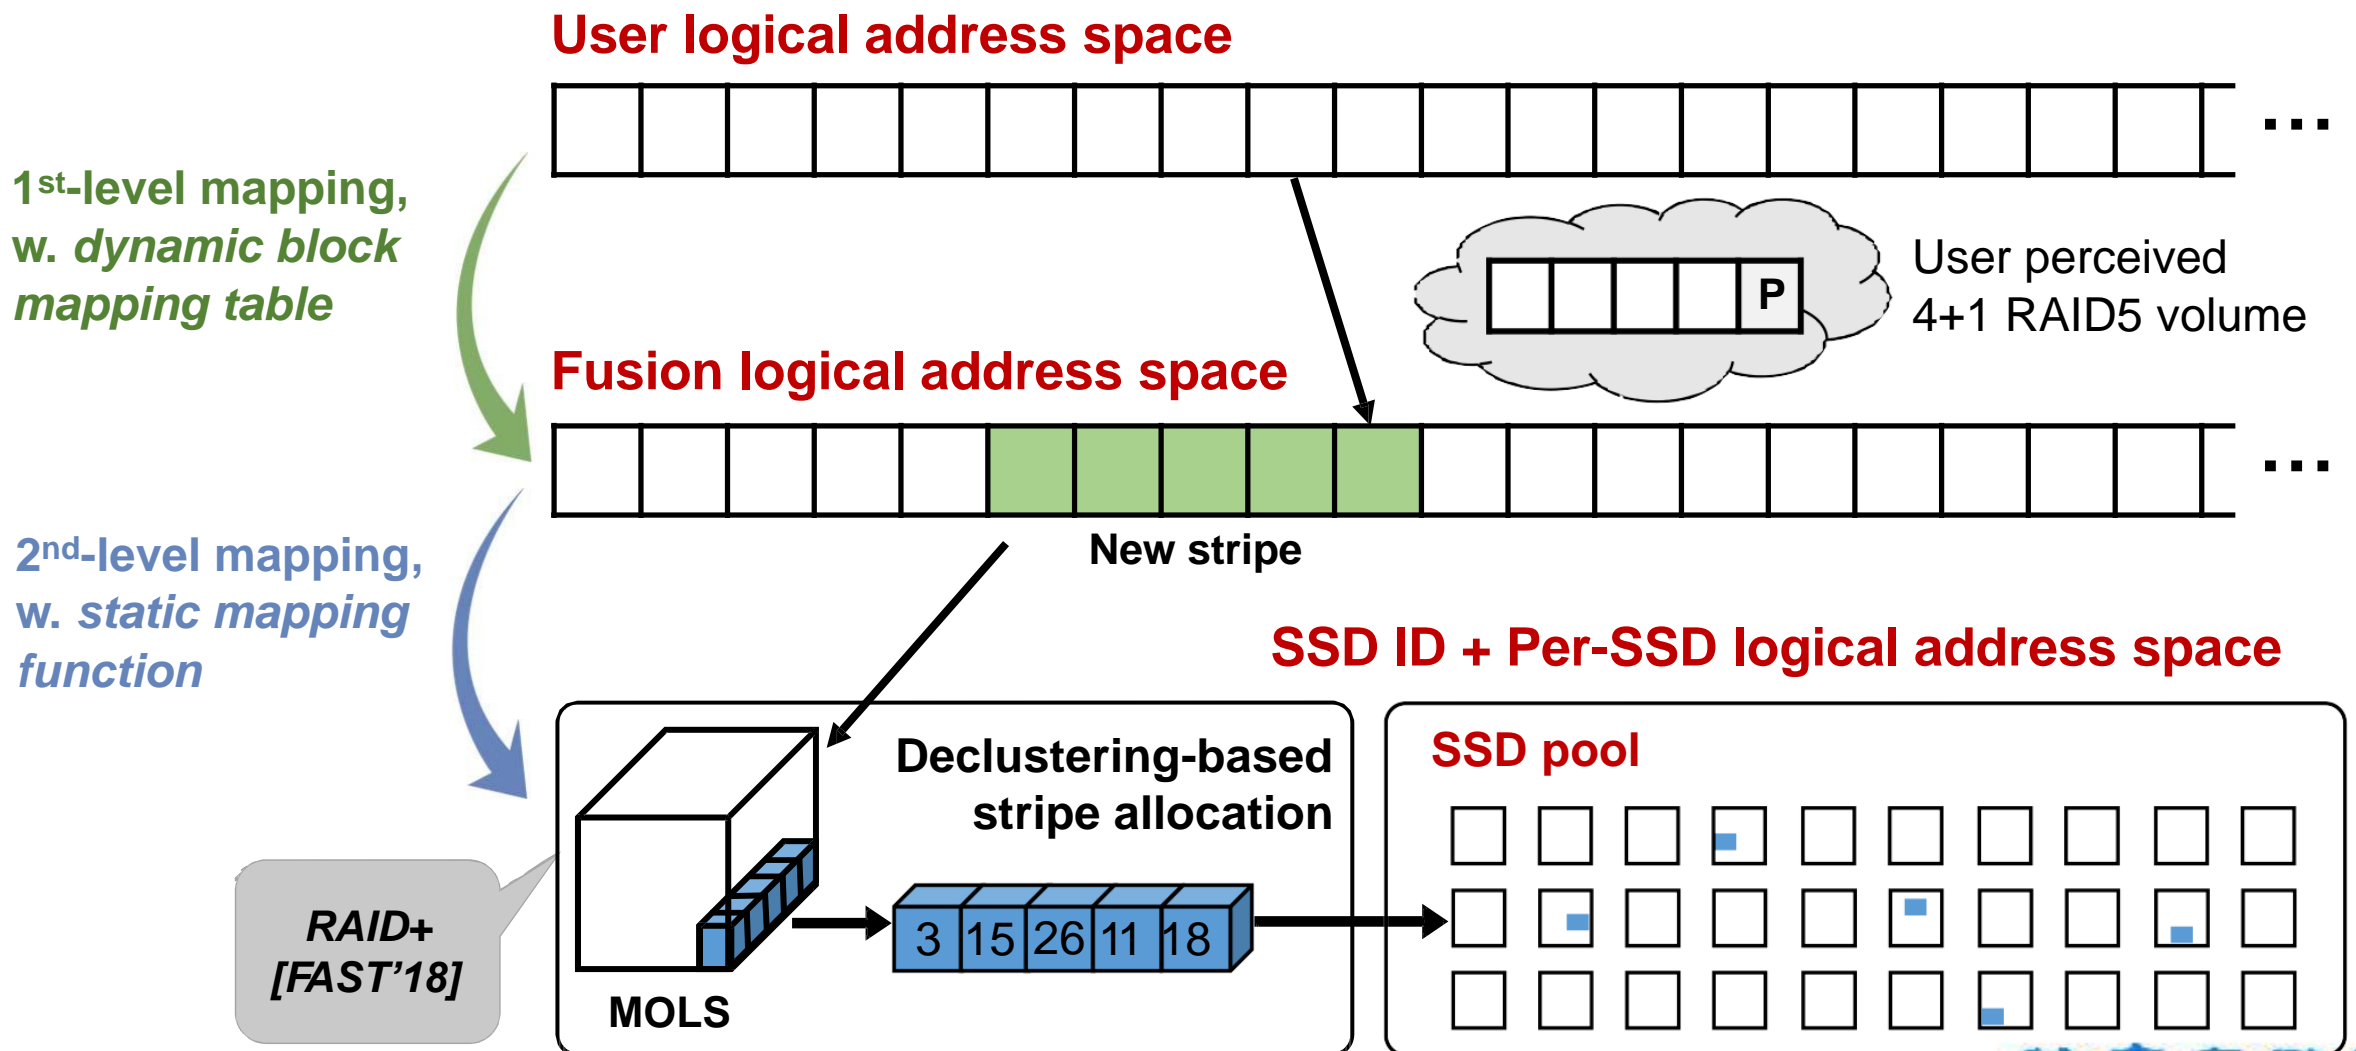 User logical address space
...
1st-level mapping,
w. dynamic block
mapping table
P
User perceived
4+1 RAID5 volume
Fusion logical address space
...
New stripe
2nd-level mapping,
w. static mapping
function
SSD ID + Per-SSD logical address space
Declustering-based
stripe allocation
SSD pool
RAID+
[FAST’18]
3 15 26 11 18
MOLS